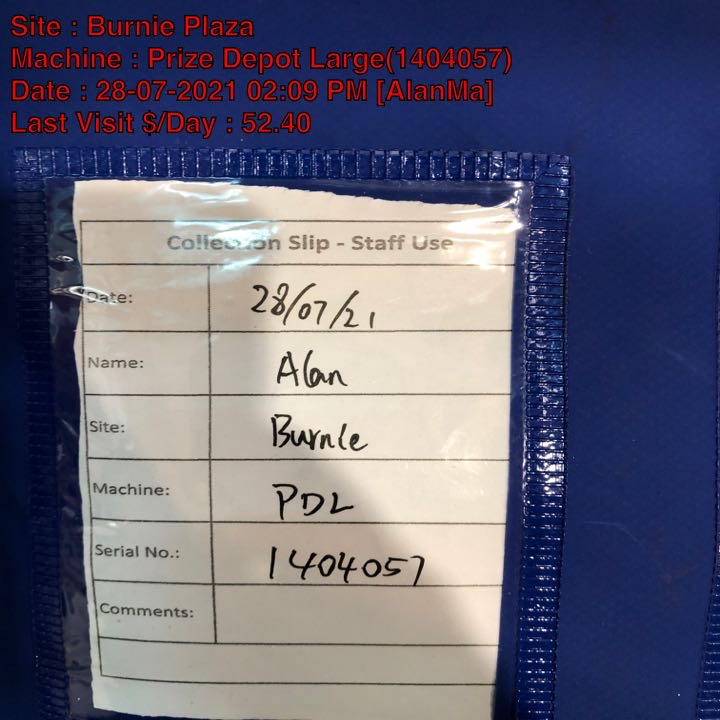 Site : Burnie Plaza
Machine : Prize Depot Large(1404057)
Date : 28-07-2021 02:09 PM [AlanMa]
Last Visit $/Day : 52.40
Collection Slip - Staff Use
Date: 28/07/21
Name: Alan
Site: Burnie
Machine: PDL
Serial No.: 1404057
Comments: